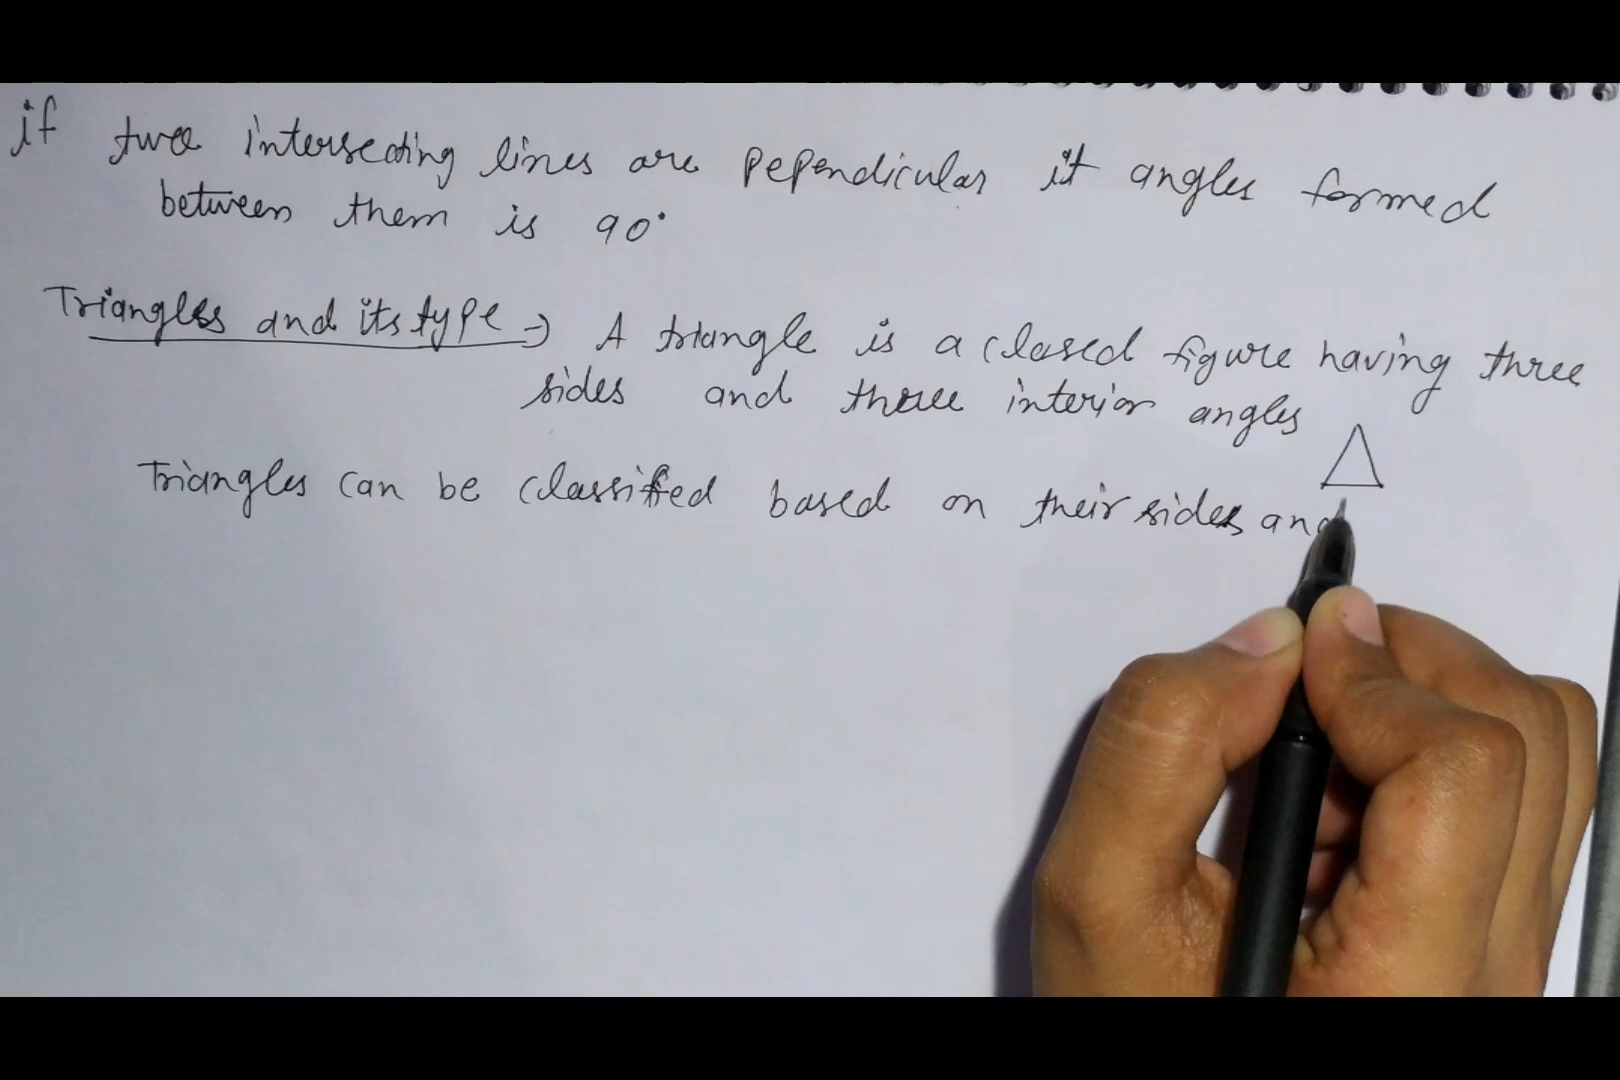 if two intersecting lines are pependicular it angles formed
between them is 90°
Triangles and its type → A triangle is a closed figure having three
sides and three interior angles
Triangles can be classified based on their sides and